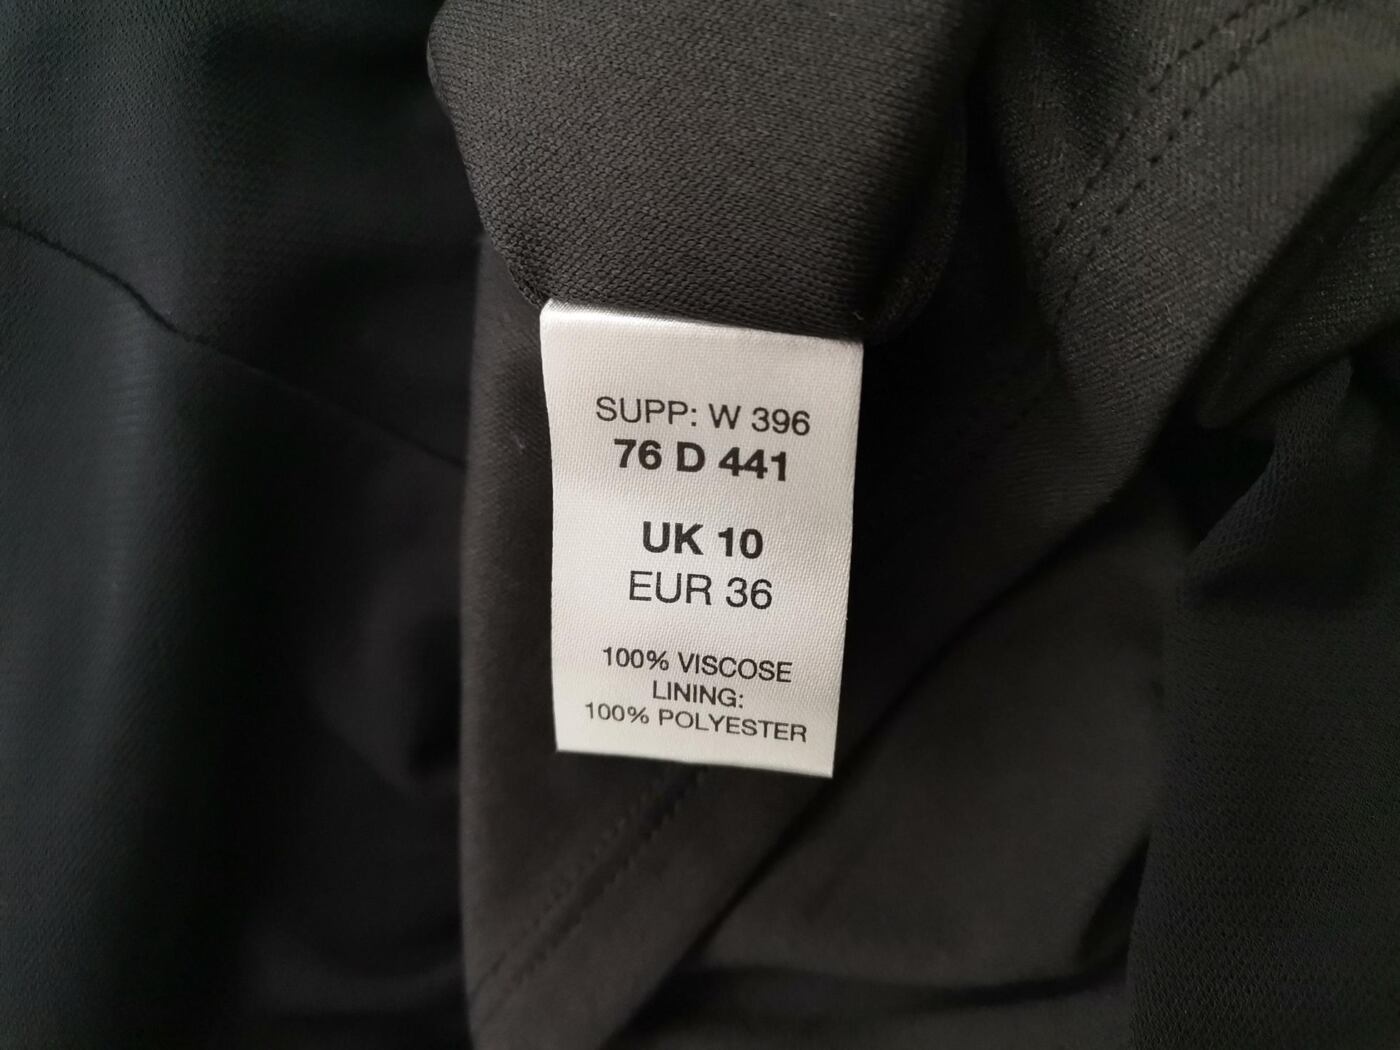 SUPP: W 396
76 D 441
UK 10
EUR 36
100% VISCOSE
LINING:
100% POLYESTER